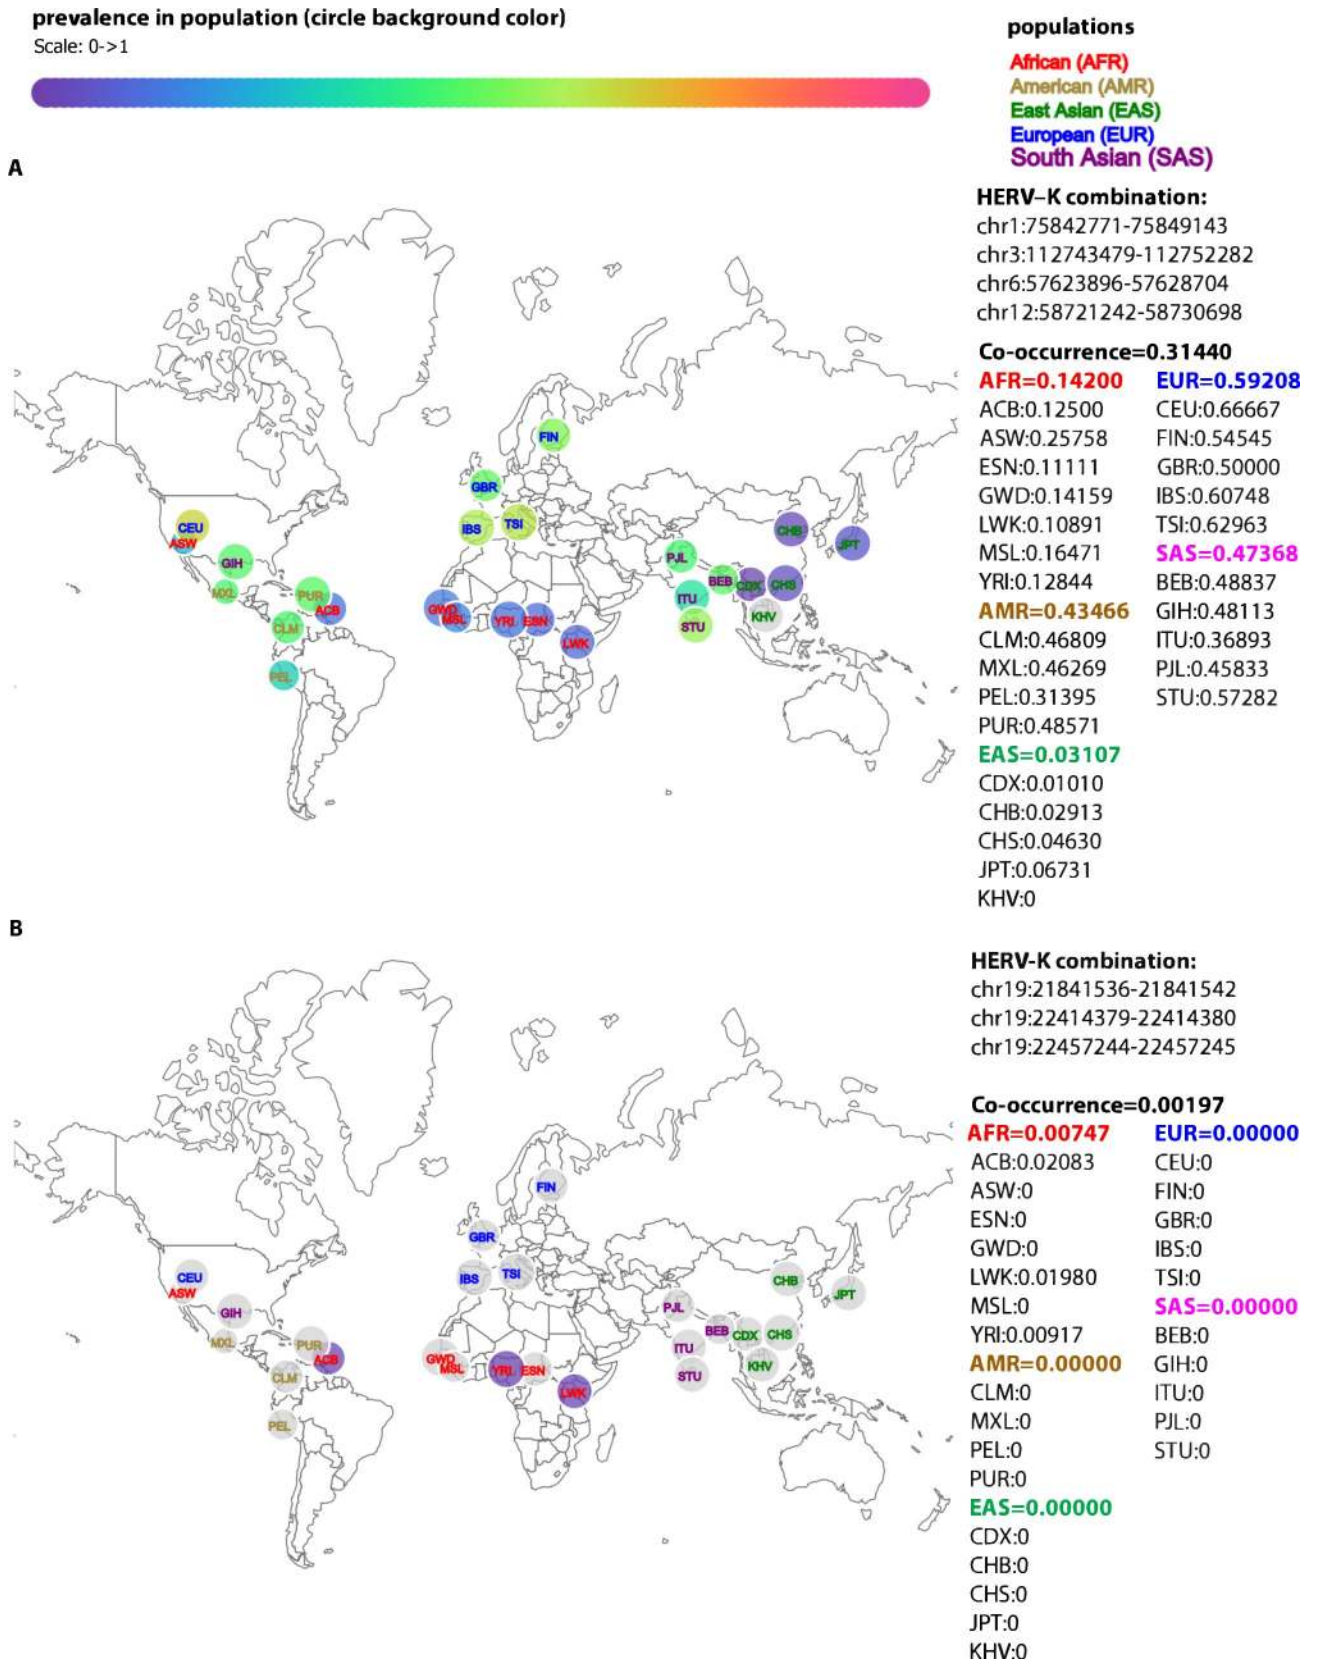 prevalence in population (circle background color)
Scale: 0->1
populations
African (AFR)
American (AMR)
East Asian (EAS)
European (EUR)
South Asian (SAS)
A
FIN
GBR
CEU
IBS
TSI
ASW
CHB
JPT
GIH
PJL
MXL
PUR
BEB
CDX
CHS
ACB
ITU
GWD
MSL
YRI
ESN
KHV
CLM
STU
LWK
PEL
HERV–K combination:
chr1:75842771-75849143
chr3:112743479-112752282
chr6:57623896-57628704
chr12:58721242-58730698
Co-occurrence=0.31440
AFR=0.14200
ACB:0.12500
ASW:0.25758
ESN:0.11111
GWD:0.14159
LWK:0.10891
MSL:0.16471
YRI:0.12844
AMR=0.43466
CLM:0.46809
MXL:0.46269
PEL:0.31395
PUR:0.48571
EAS=0.03107
CDX:0.01010
CHB:0.02913
CHS:0.04630
JPT:0.06731
KHV:0
EUR=0.59208
CEU:0.66667
FIN:0.54545
GBR:0.50000
IBS:0.60748
TSI:0.62963
SAS=0.47368
BEB:0.48837
GIH:0.48113
ITU:0.36893
PJL:0.45833
STU:0.57282
B
FIN
GBR
CEU
IBS
TSI
ASW
CHB
JPT
GIH
PJL
MXL
PUR
BEB
CDX
CHS
ACB
ITU
GWD
MSL
YRI
ESN
KHV
CLM
STU
LWK
PEL
HERV-K combination:
chr19:21841536-21841542
chr19:22414379-22414380
chr19:22457244-22457245
Co-occurrence=0.00197
AFR=0.00747
ACB:0.02083
ASW:0
ESN:0
GWD:0
LWK:0.01980
MSL:0
YRI:0.00917
AMR=0.00000
CLM:0
MXL:0
PEL:0
PUR:0
EAS=0.00000
CDX:0
CHB:0
CHS:0
JPT:0
KHV:0
EUR=0.00000
CEU:0
FIN:0
GBR:0
IBS:0
TSI:0
SAS=0.00000
BEB:0
GIH:0
ITU:0
PJL:0
STU:0